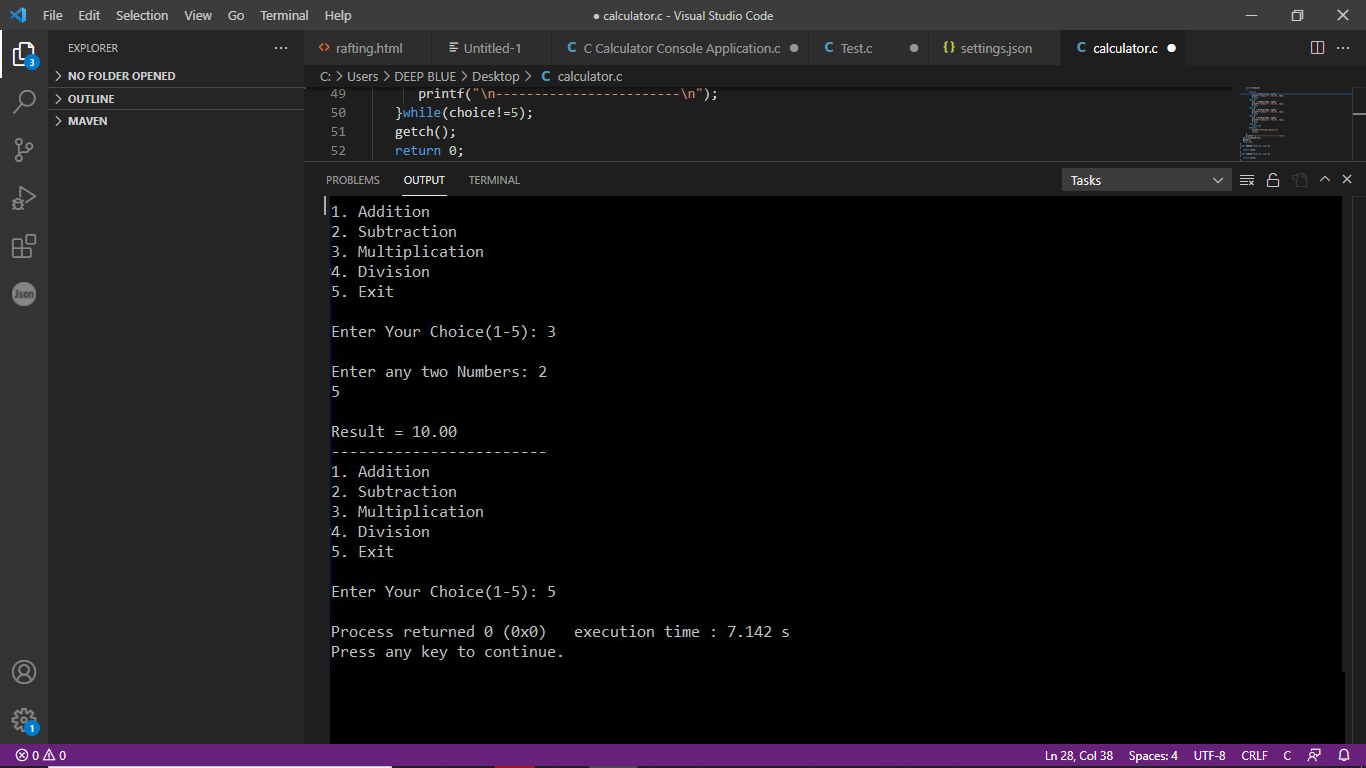 File Edit Selection View Go Terminal Help
● calculator.c - Visual Studio Code
EXPLORER
rafting.html
Untitled-1
C C Calculator Console Application.c
C Test.c
{} settings.json
C calculator.c
3
NO FOLDER OPENED
OUTLINE
MAVEN
Json
C: > Users > DEEP BLUE > Desktop > C calculator.c
49 printf("\n------------------------\n");
50 }while(choice!=5);
51 getch();
52 return 0;
PROBLEMS OUTPUT TERMINAL
Tasks
1. Addition
2. Subtraction
3. Multiplication
4. Division
5. Exit
Enter Your Choice(1-5): 3
Enter any two Numbers: 2
5
Result = 10.00
------------------------
1. Addition
2. Subtraction
3. Multiplication
4. Division
5. Exit
Enter Your Choice(1-5): 5
Process returned 0 (0x0)   execution time : 7.142 s
Press any key to continue.
1
0 0
Ln 28, Col 38 Spaces: 4 UTF-8 CRLF C